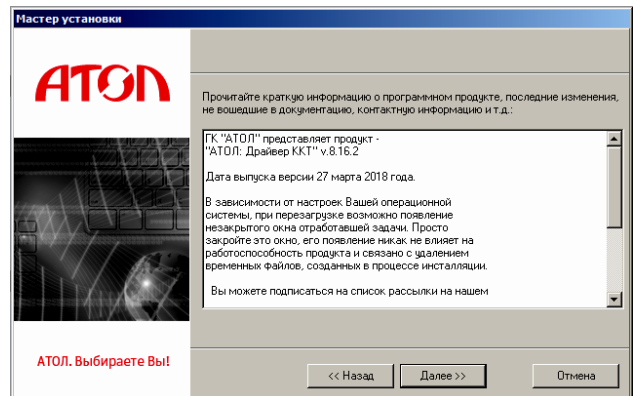 Мастер установки
АТОЛ
Прочитайте краткую информацию о программном продукте, последние изменения,
не вошедшие в документацию, контактную информацию и т.д.:
ГК "АТОЛ" представляет продукт -
"АТОЛ: Драйвер ККТ" v.8.16.2
Дата выпуска версии 27 марта 2018 года.
В зависимости от настроек Вашей операционной
системы, при перезагрузке возможно появление
незакрытого окна отработавшей задачи. Просто
закройте это окно, его появление никак не влияет на
работоспособность продукта и связано с удалением
временных файлов, созданных в процессе инсталляции.
Вы можете подписаться на список рассылки на нашем
АТОЛ. Выбираете Вы!
<< Назад
Далее >>
Отмена